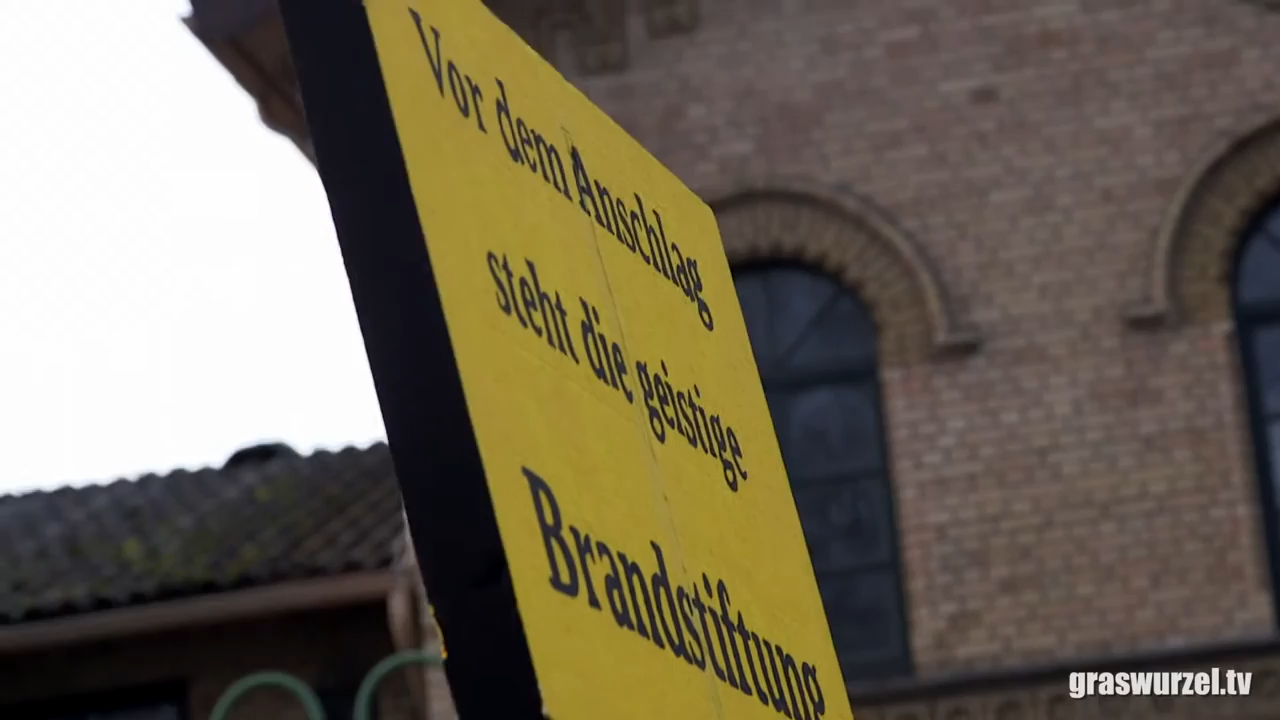 Vor dem Anschlag
steht die geistige
Brandstiftung
graswurzel.tv